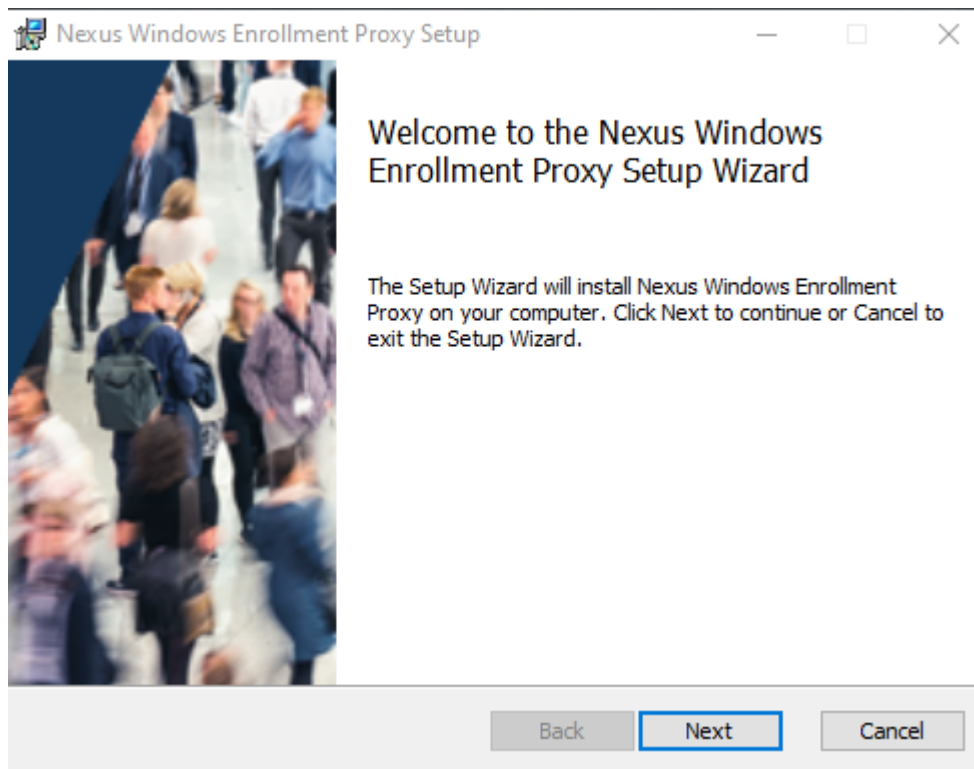 Nexus Windows Enrollment Proxy Setup
Welcome to the Nexus Windows
Enrollment Proxy Setup Wizard
The Setup Wizard will install Nexus Windows Enrollment
Proxy on your computer. Click Next to continue or Cancel to
exit the Setup Wizard.
Back Next Cancel